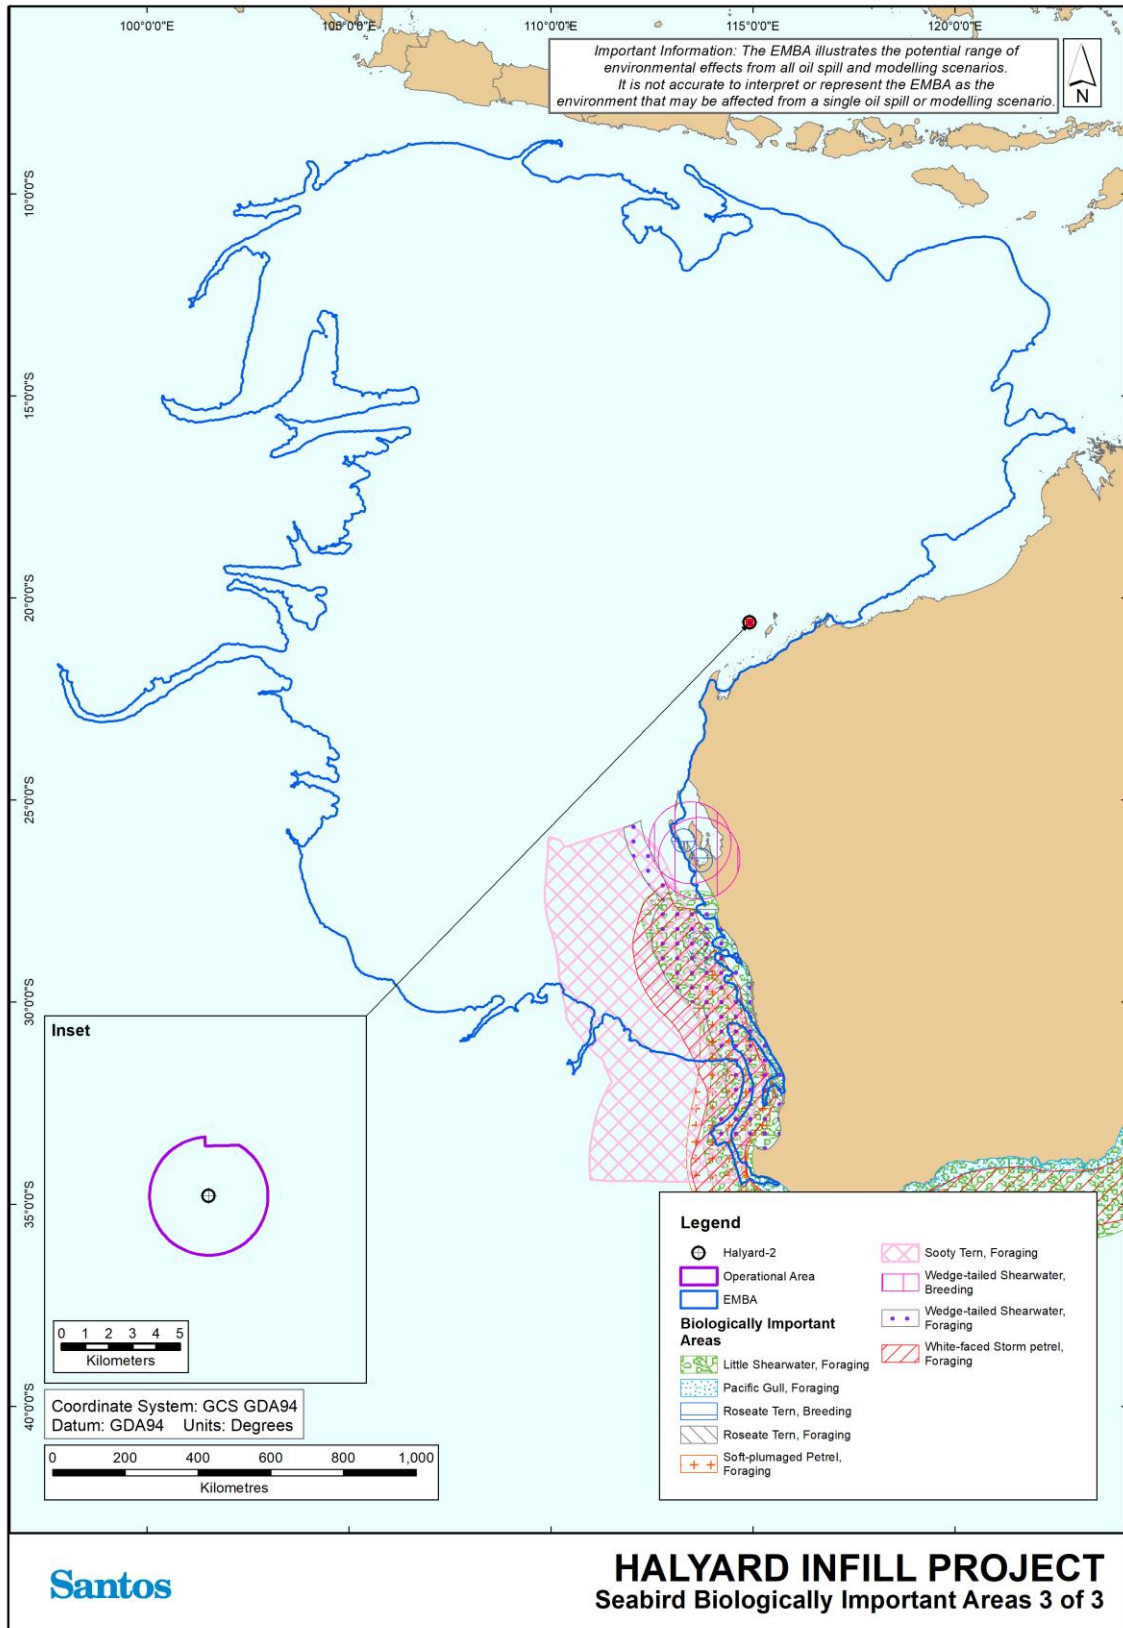 100°0'0"E
105°0'0"E
110°0'0"E
115°0'0"E
120°0'0"E
Important Information: The EMBA illustrates the potential range of
environmental effects from all oil spill and modelling scenarios.
It is not accurate to interpret or represent the EMBA as the
environment that may be affected from a single oil spill or modelling scenario.
N
10°0'0"S
15°0'0"S
20°0'0"S
25°0'0"S
30°0'0"S
35°0'0"S
40°0'0"S
Inset
0 1 2 3 4 5
Kilometers
Coordinate System: GCS GDA94
Datum: GDA94 Units: Degrees
0 200 400 600 800 1,000
Kilometres
Legend
Halyard-2
Operational Area
EMBA
Biologically Important
Areas
Little Shearwater, Foraging
Pacific Gull, Foraging
Roseate Tern, Breeding
Roseate Tern, Foraging
Soft-plumaged Petrel,
Foraging
Sooty Tern, Foraging
Wedge-tailed Shearwater,
Breeding
Wedge-tailed Shearwater,
Foraging
White-faced Storm petrel,
Foraging
Santos
HALYARD INFILL PROJECT
Seabird Biologically Important Areas 3 of 3